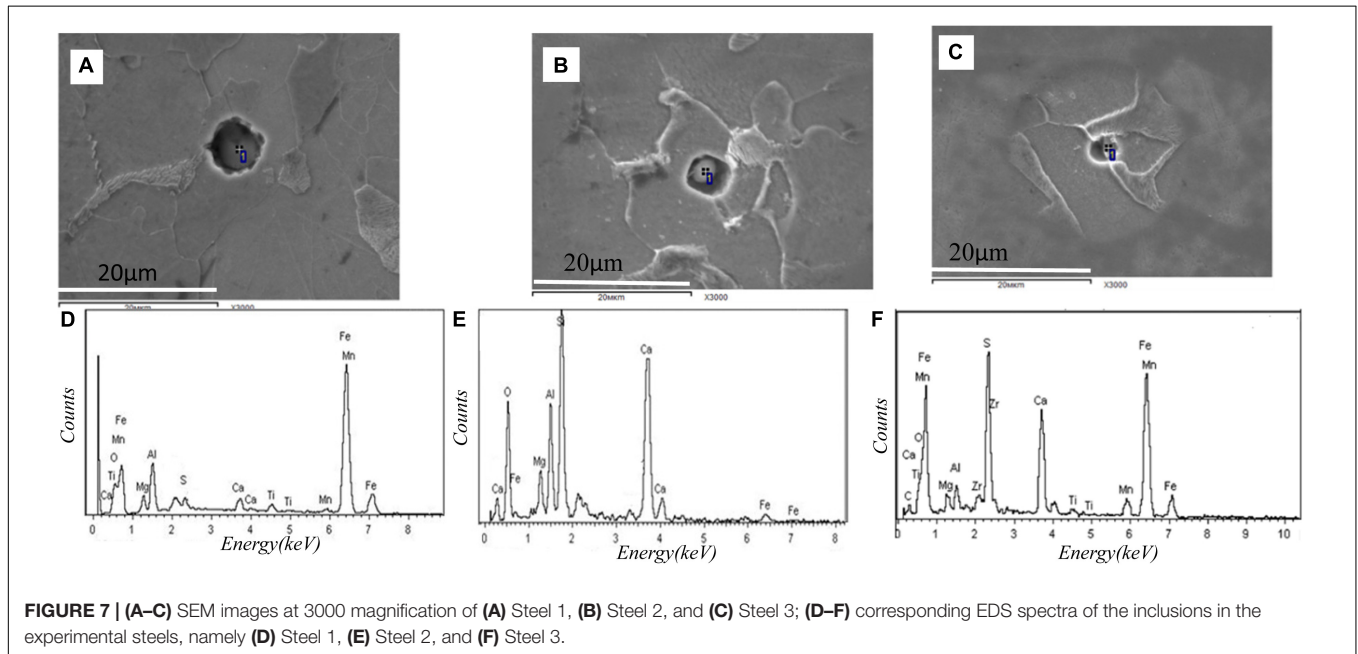 A
B
C
20μm
20μm
20μm
20мкm
X3000
20мкm
X3000
20мкm
X3000
D
E
F
Fe
Mn
Fe
Mn
O
Ti
Ca
Mg
Al
S
Ca
Ca
Ti
Ti
Mn
Fe
Counts
0 1 2 3 4 5 6 7 8
Energy(keV)
Si
O
Al
Mg
Ca
Fe
Ca
Ca
Fe
Fe
Counts
0 1 2 3 4 5 6 7 8
Energy(keV)
S
Fe
Mn
Zr
Fe
Mn
O
Ca
Ti
C
Mg
Al
Zr
Ca
Ti
Ti
Mn
Fe
Counts
0 1 2 3 4 5 6 7 8 9 10
Energy(keV)
FIGURE 7 | (A–C) SEM images at 3000 magnification of (A) Steel 1, (B) Steel 2, and (C) Steel 3; (D–F) corresponding EDS spectra of the inclusions in the
experimental steels, namely (D) Steel 1, (E) Steel 2, and (F) Steel 3.